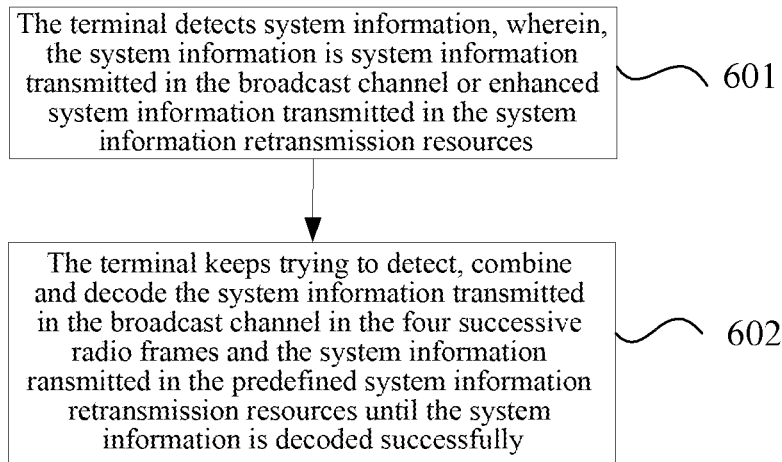 The terminal detects system information, wherein,
the system information is system information
transmitted in the broadcast channel or enhanced
system information transmitted in the system
information retransmission resources
601
The terminal keeps trying to detect, combine
and decode the system information transmitted
in the broadcast channel in the four successive
radio frames and the system information
ransmitted in the predefined system information
retransmission resources until the system
information is decoded successfully
602